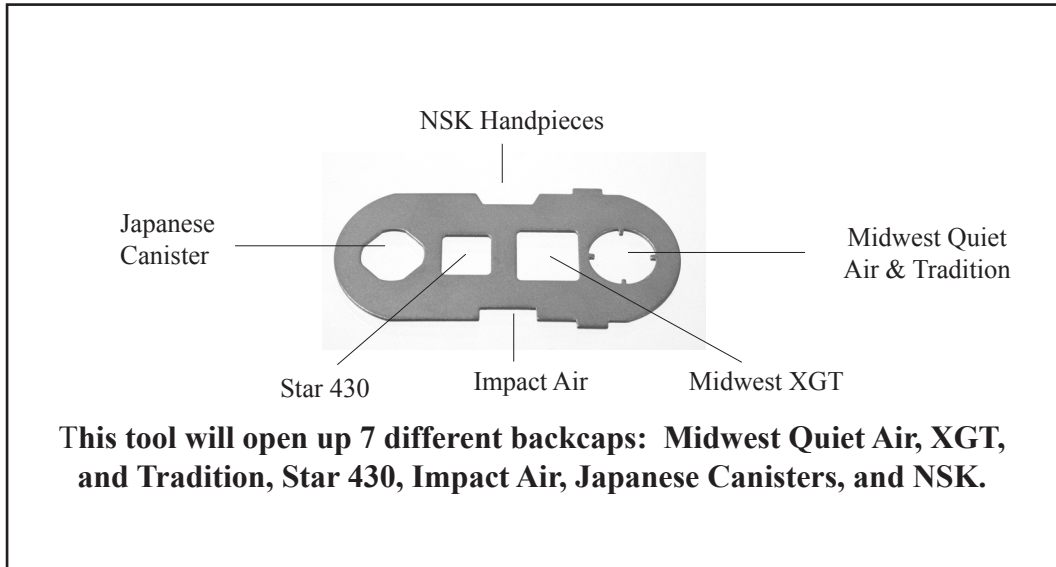 NSK Handpieces
Japanese
Canister
Midwest Quiet
Air & Tradition
Star 430
Impact Air
Midwest XGT
This tool will open up 7 different backcaps: Midwest Quiet Air, XGT,
and Tradition, Star 430, Impact Air, Japanese Canisters, and NSK.